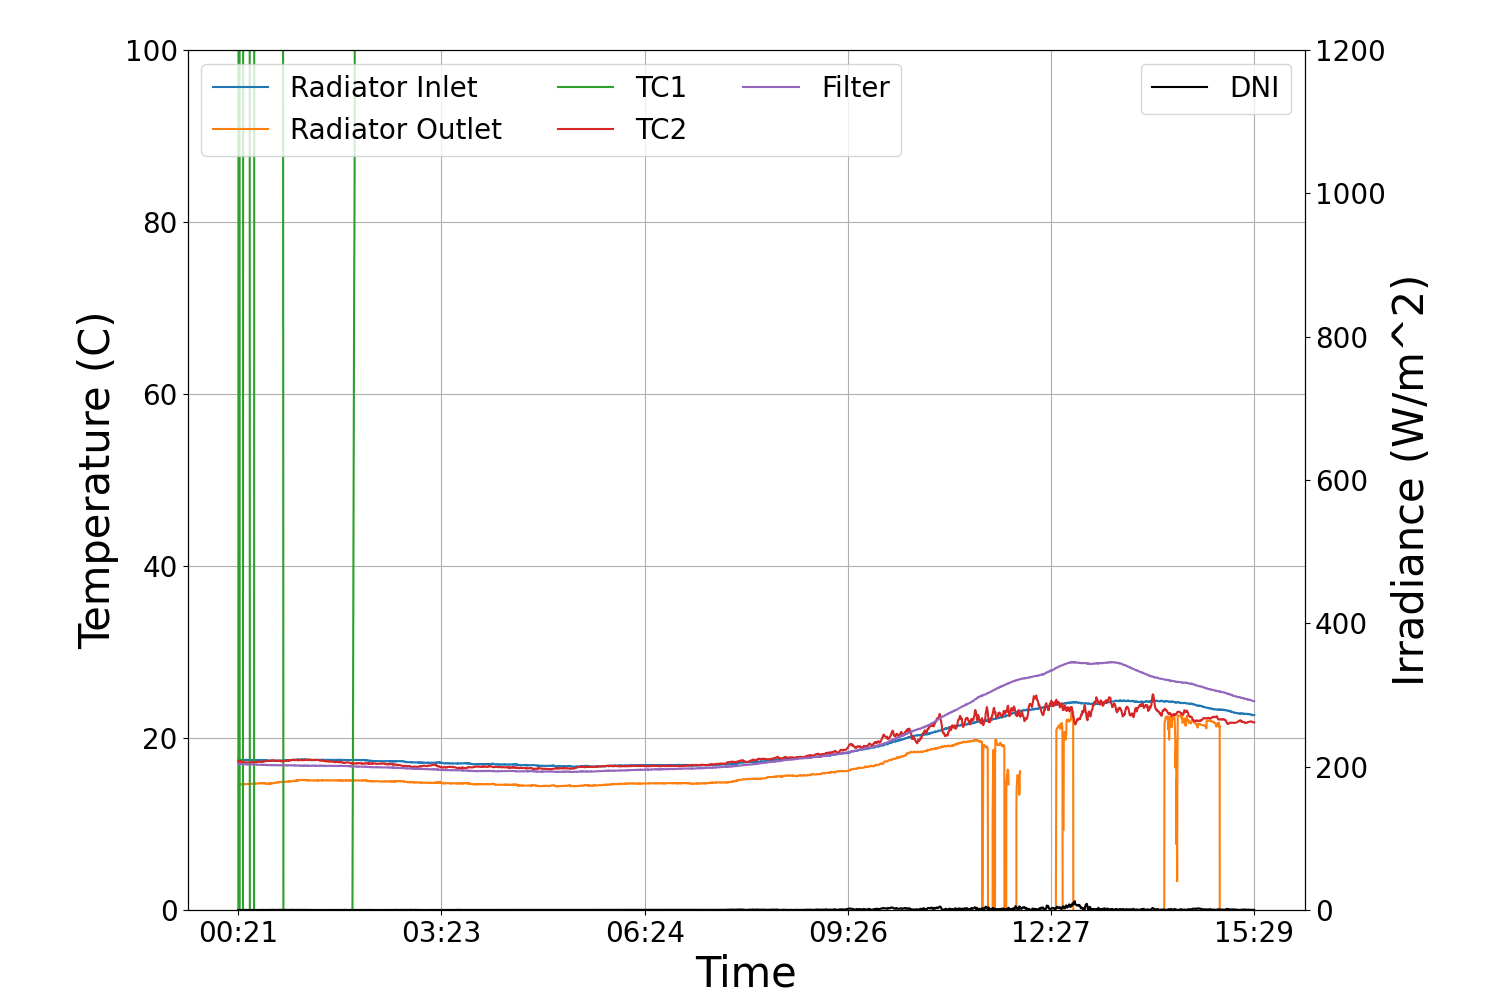 100
80
60
40
20
0
Temperature (C)
Radiator Inlet
Radiator Outlet
TC1
TC2
Filter
DNI
1200
1000
800
600
400
200
0
Irradiance (W/m^2)
00:21 03:23 06:24 09:26 12:27 15:29
Time